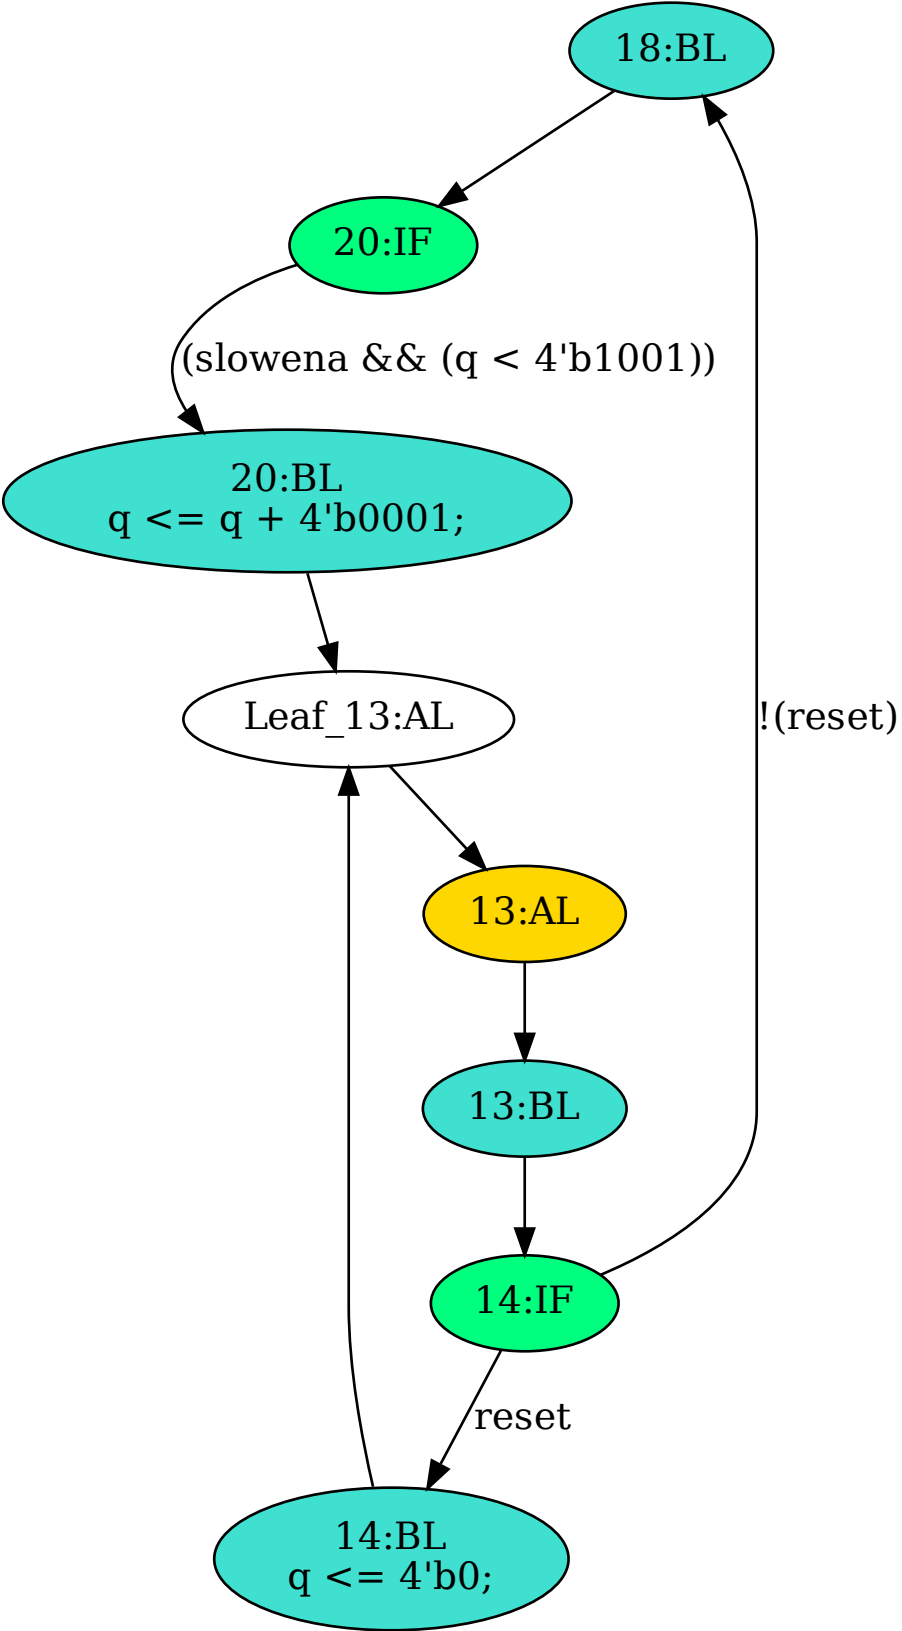 18:BL
20:IF
(slowena && (q < 4'b1001))
20:BL
q <= q + 4'b0001;
Leaf_13:AL
!(reset)
13:AL
13:BL
14:IF
reset
14:BL
q <= 4'b0;